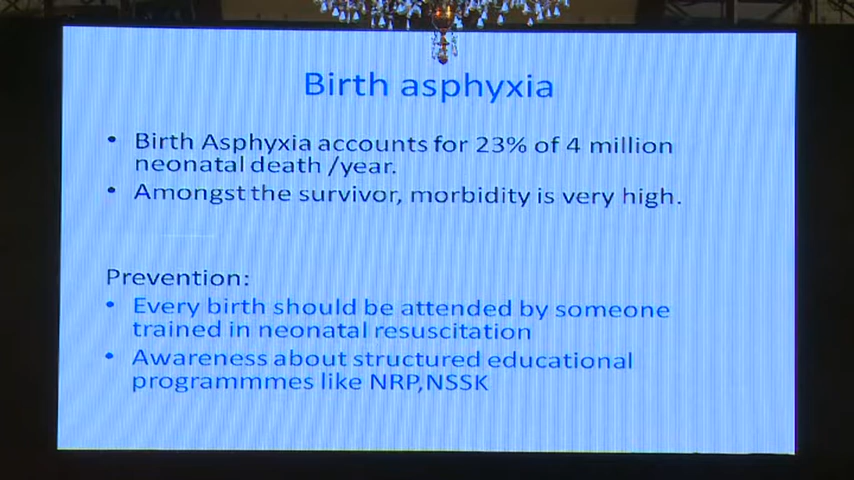 Birth asphyxia
• Birth Asphyxia accounts for 23% of 4 million
neonatal death /year.
• Amongst the survivor, morbidity is very high.
Prevention:
• Every birth should be attended by someone
trained in neonatal resuscitation
• Awareness about structured educational
programmmes like NRP,NSSK